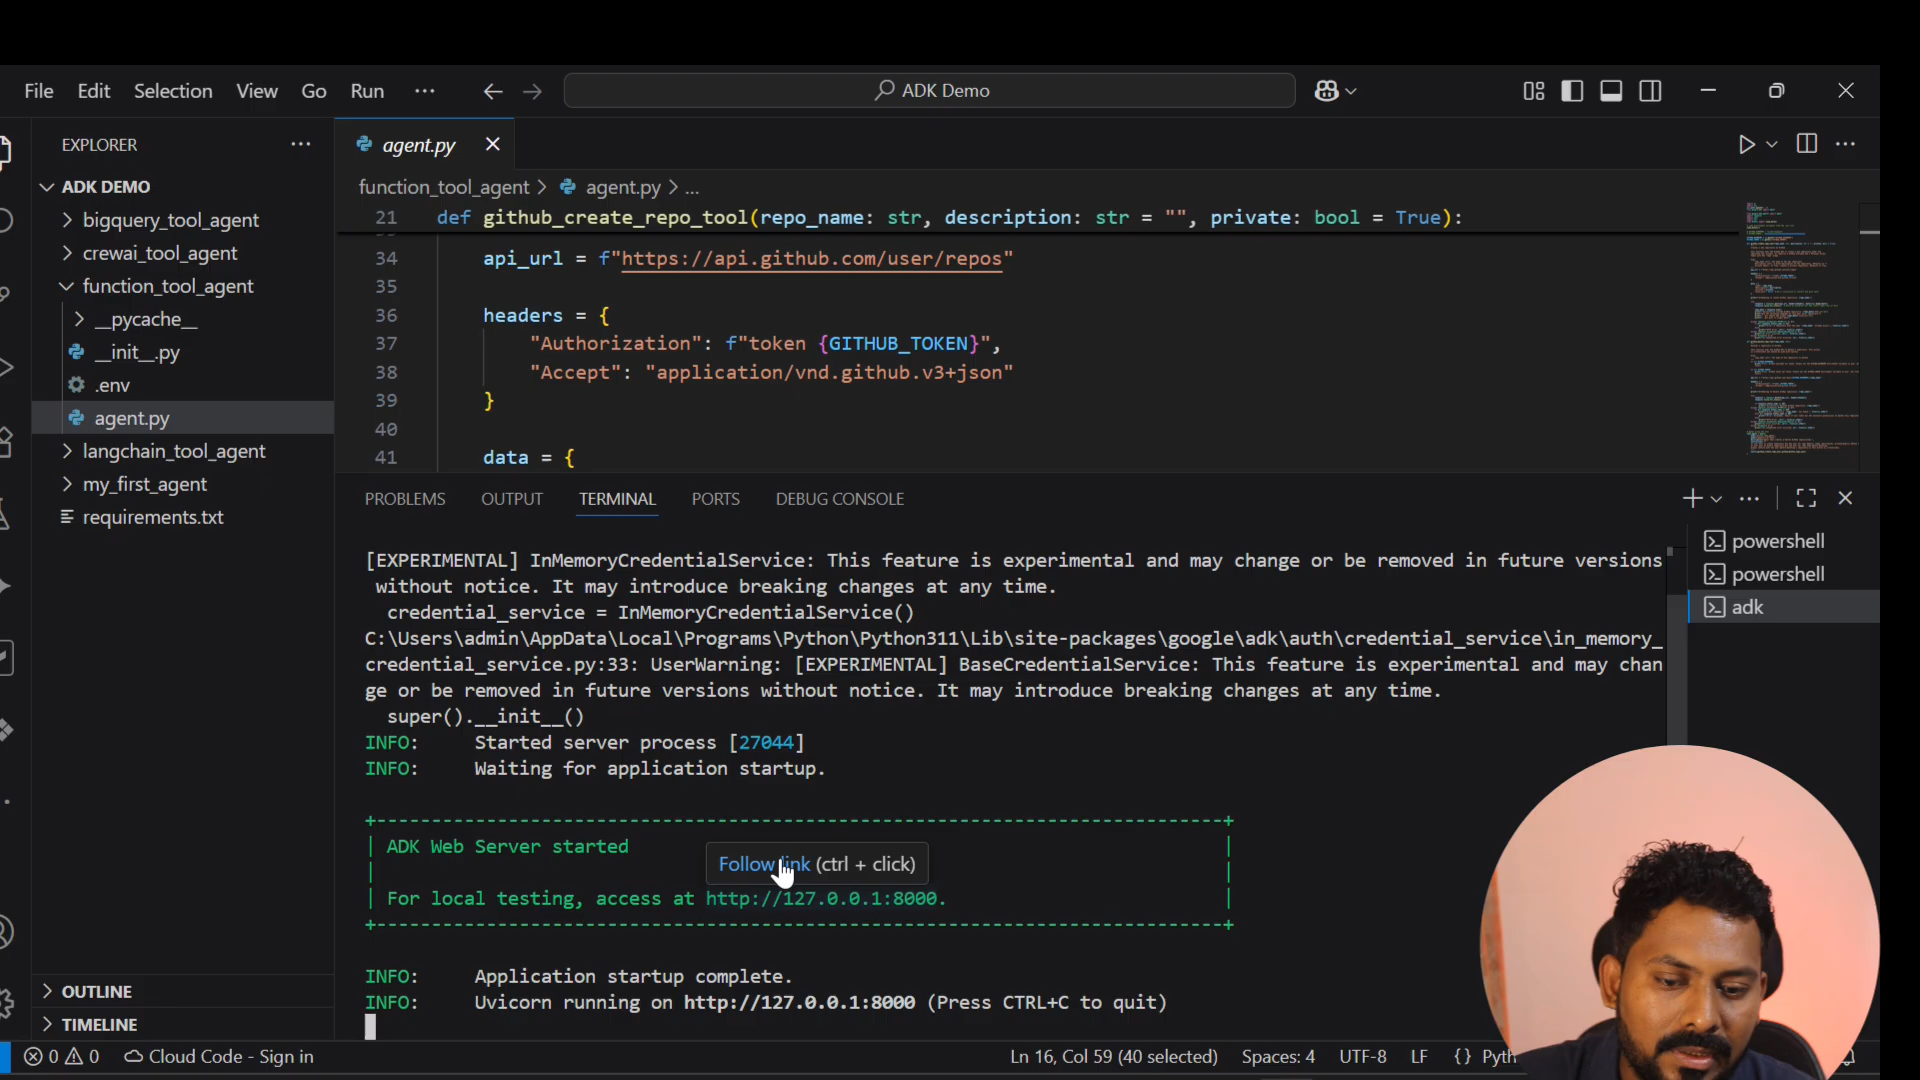 File Edit Selection View Go Run ··· ADK Demo
EXPLORER ···
ADK DEMO
bigquery_tool_agent
crewai_tool_agent
function_tool_agent
__pycache__
__init__.py
.env
agent.py
langchain_tool_agent
my_first_agent
requirements.txt
OUTLINE
TIMELINE
agent.py
function_tool_agent > agent.py > ...
21 def github_create_repo_tool(repo_name: str, description: str = "", private: bool = True):
34 api_url = f"https://api.github.com/user/repos"
35
36 headers = {
37 "Authorization": f"token {GITHUB_TOKEN}",
38 "Accept": "application/vnd.github.v3+json"
39 }
40
41 data = {
PROBLEMS OUTPUT TERMINAL PORTS DEBUG CONSOLE
[EXPERIMENTAL] InMemoryCredentialService: This feature is experimental and may change or be removed in future versions
without notice. It may introduce breaking changes at any time.
credential_service = InMemoryCredentialService()
C:\Users\admin\AppData\Local\Programs\Python\Python311\Lib\site-packages\google\adk\auth\credential_service\in_memory_
credential_service.py:33: UserWarning: [EXPERIMENTAL] BaseCredentialService: This feature is experimental and may chan
ge or be removed in future versions without notice. It may introduce breaking changes at any time.
super().__init__()
INFO: Started server process [27044]
INFO: Waiting for application startup.
+-----------------------------------------------------------------------------+
| ADK Web Server started |
Follow link (ctrl + click)
| For local testing, access at http://127.0.0.1:8000. |
+-----------------------------------------------------------------------------+
INFO: Application startup complete.
INFO: Uvicorn running on http://127.0.0.1:8000 (Press CTRL+C to quit)
powershell
powershell
adk
0 0 Cloud Code - Sign in Ln 16, Col 59 (40 selected) Spaces: 4 UTF-8 LF {} Pyth